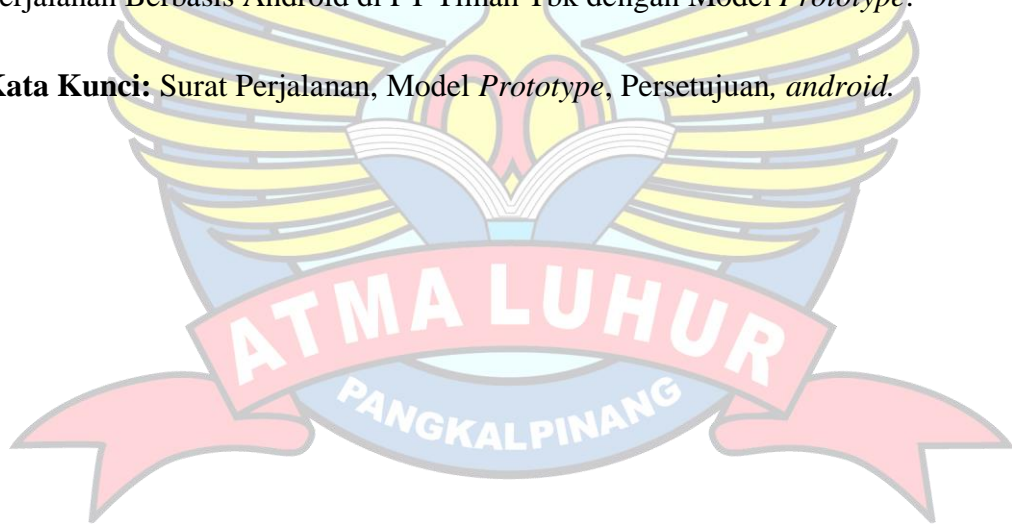 erjalanan Berbasis Android di PT Timah Tbk dengan Model Prototype.
Kata Kunci: Surat Perjalanan, Model Prototype, Persetujuan, android.
ATMA LUHUR
PANGKALPINANG